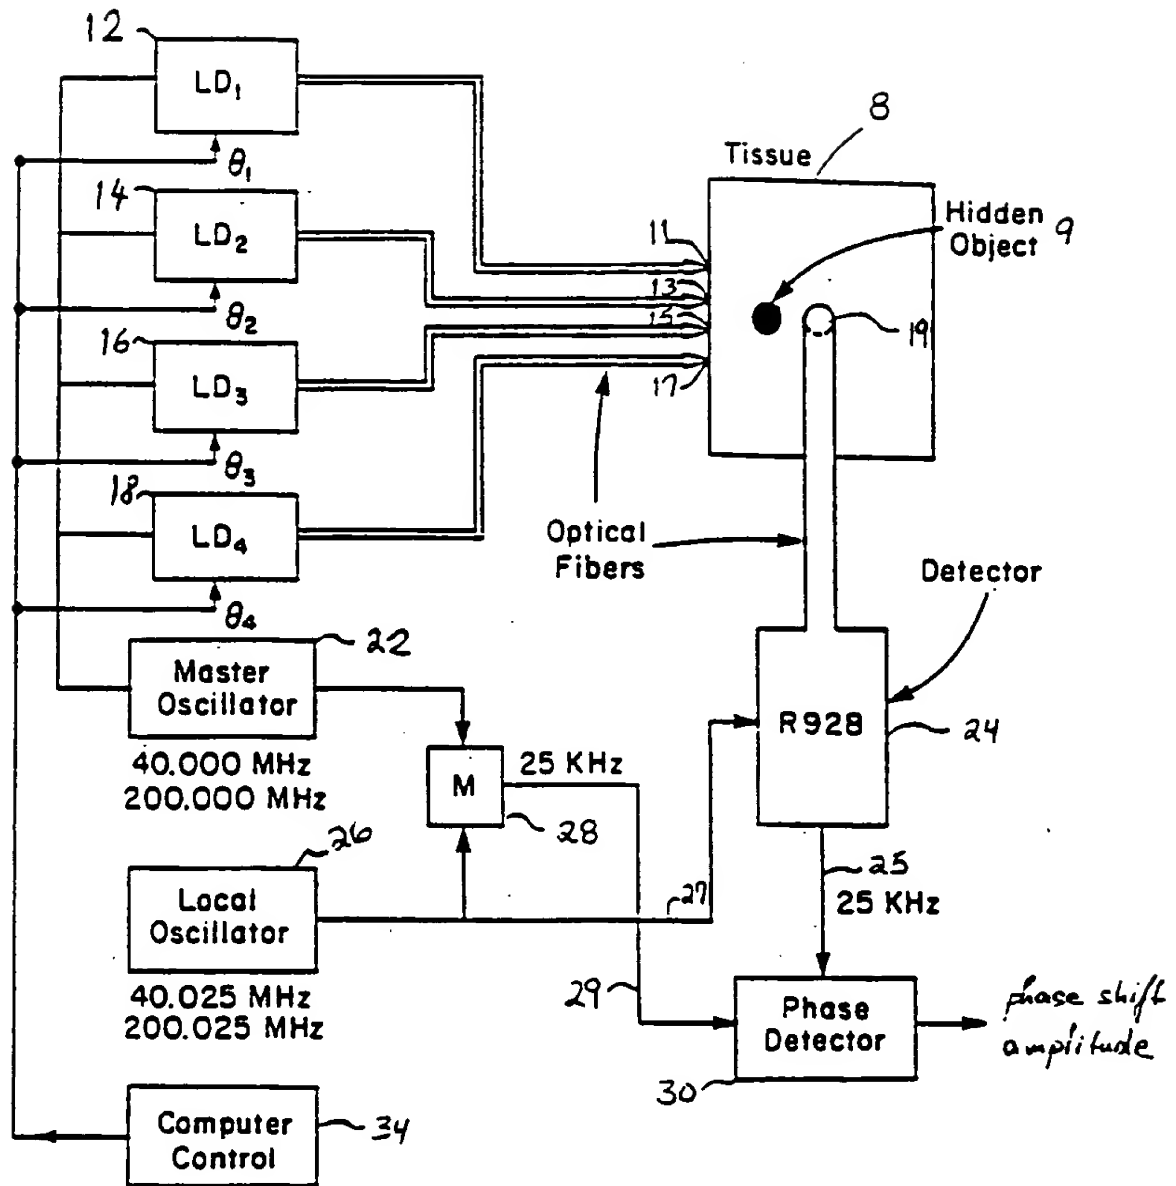 12
LD1
θ1
14
LD2
θ2
16
LD3
θ3
18
LD4
θ4
8
Tissue
Hidden
Object 9
11
13
15
17
19
Optical
Fibers
Detector
22
Master
Oscillator
40.000 MHz
200.000 MHz
M
25 KHz
28
R928
24
26
Local
Oscillator
40.025 MHz
200.025 MHz
27
25
25 KHz
29
Phase
Detector
30
phase shift
amplitude
Computer
Control
34